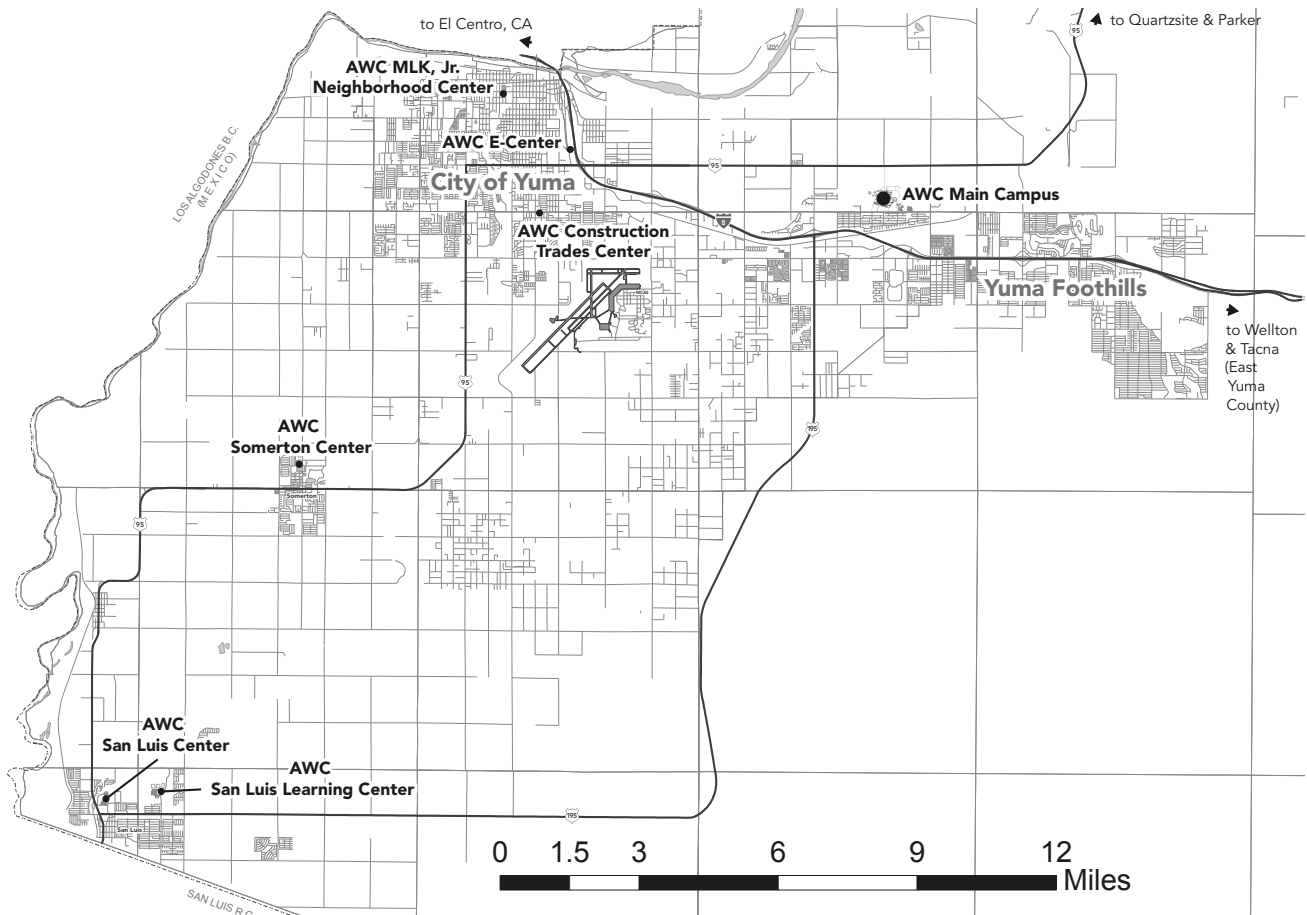 to El Centro, CA
95
to Quartzsite & Parker
AWC MLK, Jr.
Neighborhood Center
LOS ALGODONES B.C.
(MEXICO)
AWC E-Center
95
City of Yuma
AWC Main Campus
8
AWC Construction
Trades Center
Yuma Foothills
to Wellton
& Tacna
(East
Yuma
County)
95
AWC
Somerton Center
195
Somerton
95
AWC
San Luis Center
AWC
San Luis Learning Center
195
San Luis
0 1.5 3 6 9 12
Miles
SAN LUIS R.C.